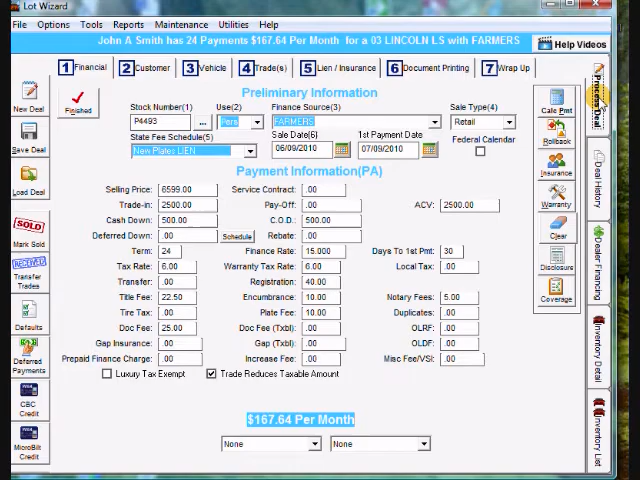 Lot Wizard
File Options Tools Reports Maintenance Utilities Help
John A Smith has 24 Payments $167.64 Per Month for a 03 LINCOLN LS with FARMERS
Help Videos
1 Financial 2 Customer 3 Vehicle 4 Trade(s) 5 Lien / Insurance 6 Document Printing 7 Wrap Up
New Deal
Save Deal
Load Deal
SOLD
Mark Sold
RECEIVED
Transfer Trades
Defaults
Deferred Payments
CBC Credit
MicroBilt Credit
Finished
Preliminary Information
Stock Number(1) Use(2) Finance Source(3) Sale Type(4)
P4493 ... Pers FARMERS Retail
State Fee Schedule(5) Sale Date(6) 1st Payment Date Federal Calendar
New Plates LIEN 06/09/2010 07/09/2010
Payment Information(PA)
Selling Price: 6599.00 Service Contract: .00
Trade-in: 2500.00 Pay-Off: .00 ACV: 2500.00
Cash Down: 500.00 C.O.D.: 500.00
Deferred Down: .00 Schedule Rebate: .00
Term: 24 Finance Rate: 15.000 Days To 1st Pmt: 30
Tax Rate: 6.00 Warranty Tax Rate: 6.00 Local Tax: .00
Transfer: .00 Registration: 40.00
Title Fee: 22.50 Encumbrance: 10.00 Notary Fees: 5.00
Tire Tax: .00 Plate Fee: 10.00 Duplicates: .00
Doc Fee: 25.00 Doc Fee (Txbl): .00 OLRF: .00
Gap Insurance: .00 Gap (Txbl): .00 OLDF: .00
Prepaid Finance Charge: .00 Increase Fee: .00 Misc Fee/VSI: .00
Luxury Tax Exempt Trade Reduces Taxable Amount
$167.64 Per Month
None None
Calc Pmt
Rollback
Insurance
Warranty
Clear
Disclosure
Coverage
Process Deal
Deal History
Dealer Financing
Inventory Detail
Inventory List